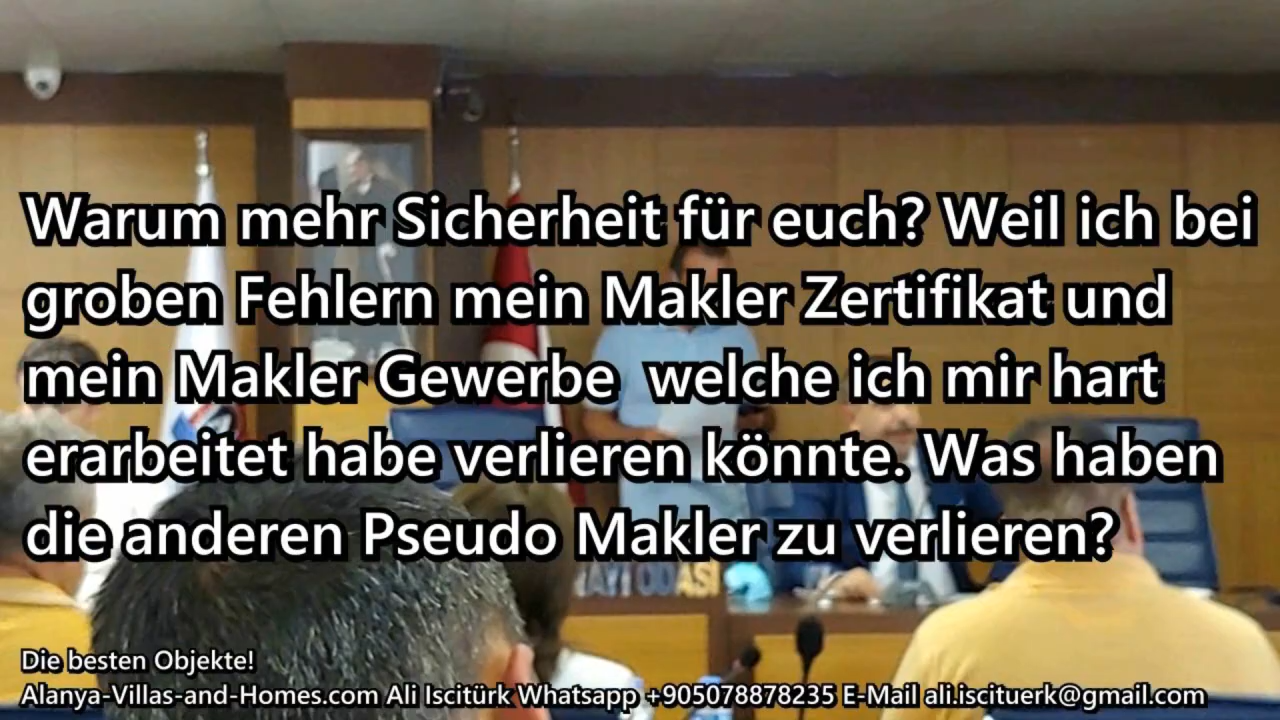 Warum mehr Sicherheit für euch? Weil ich bei
groben Fehlern mein Makler Zertifikat und
mein Makler Gewerbe  welche ich mir hart
erarbeitet habe verlieren könnte. Was haben
die anderen Pseudo Makler zu verlieren?
ODASI
Die besten Objekte!
Alanya-Villas-and-Homes.com Ali Iscitürk Whatsapp +905078878235 E-Mail ali.iscituerk@gmail.com